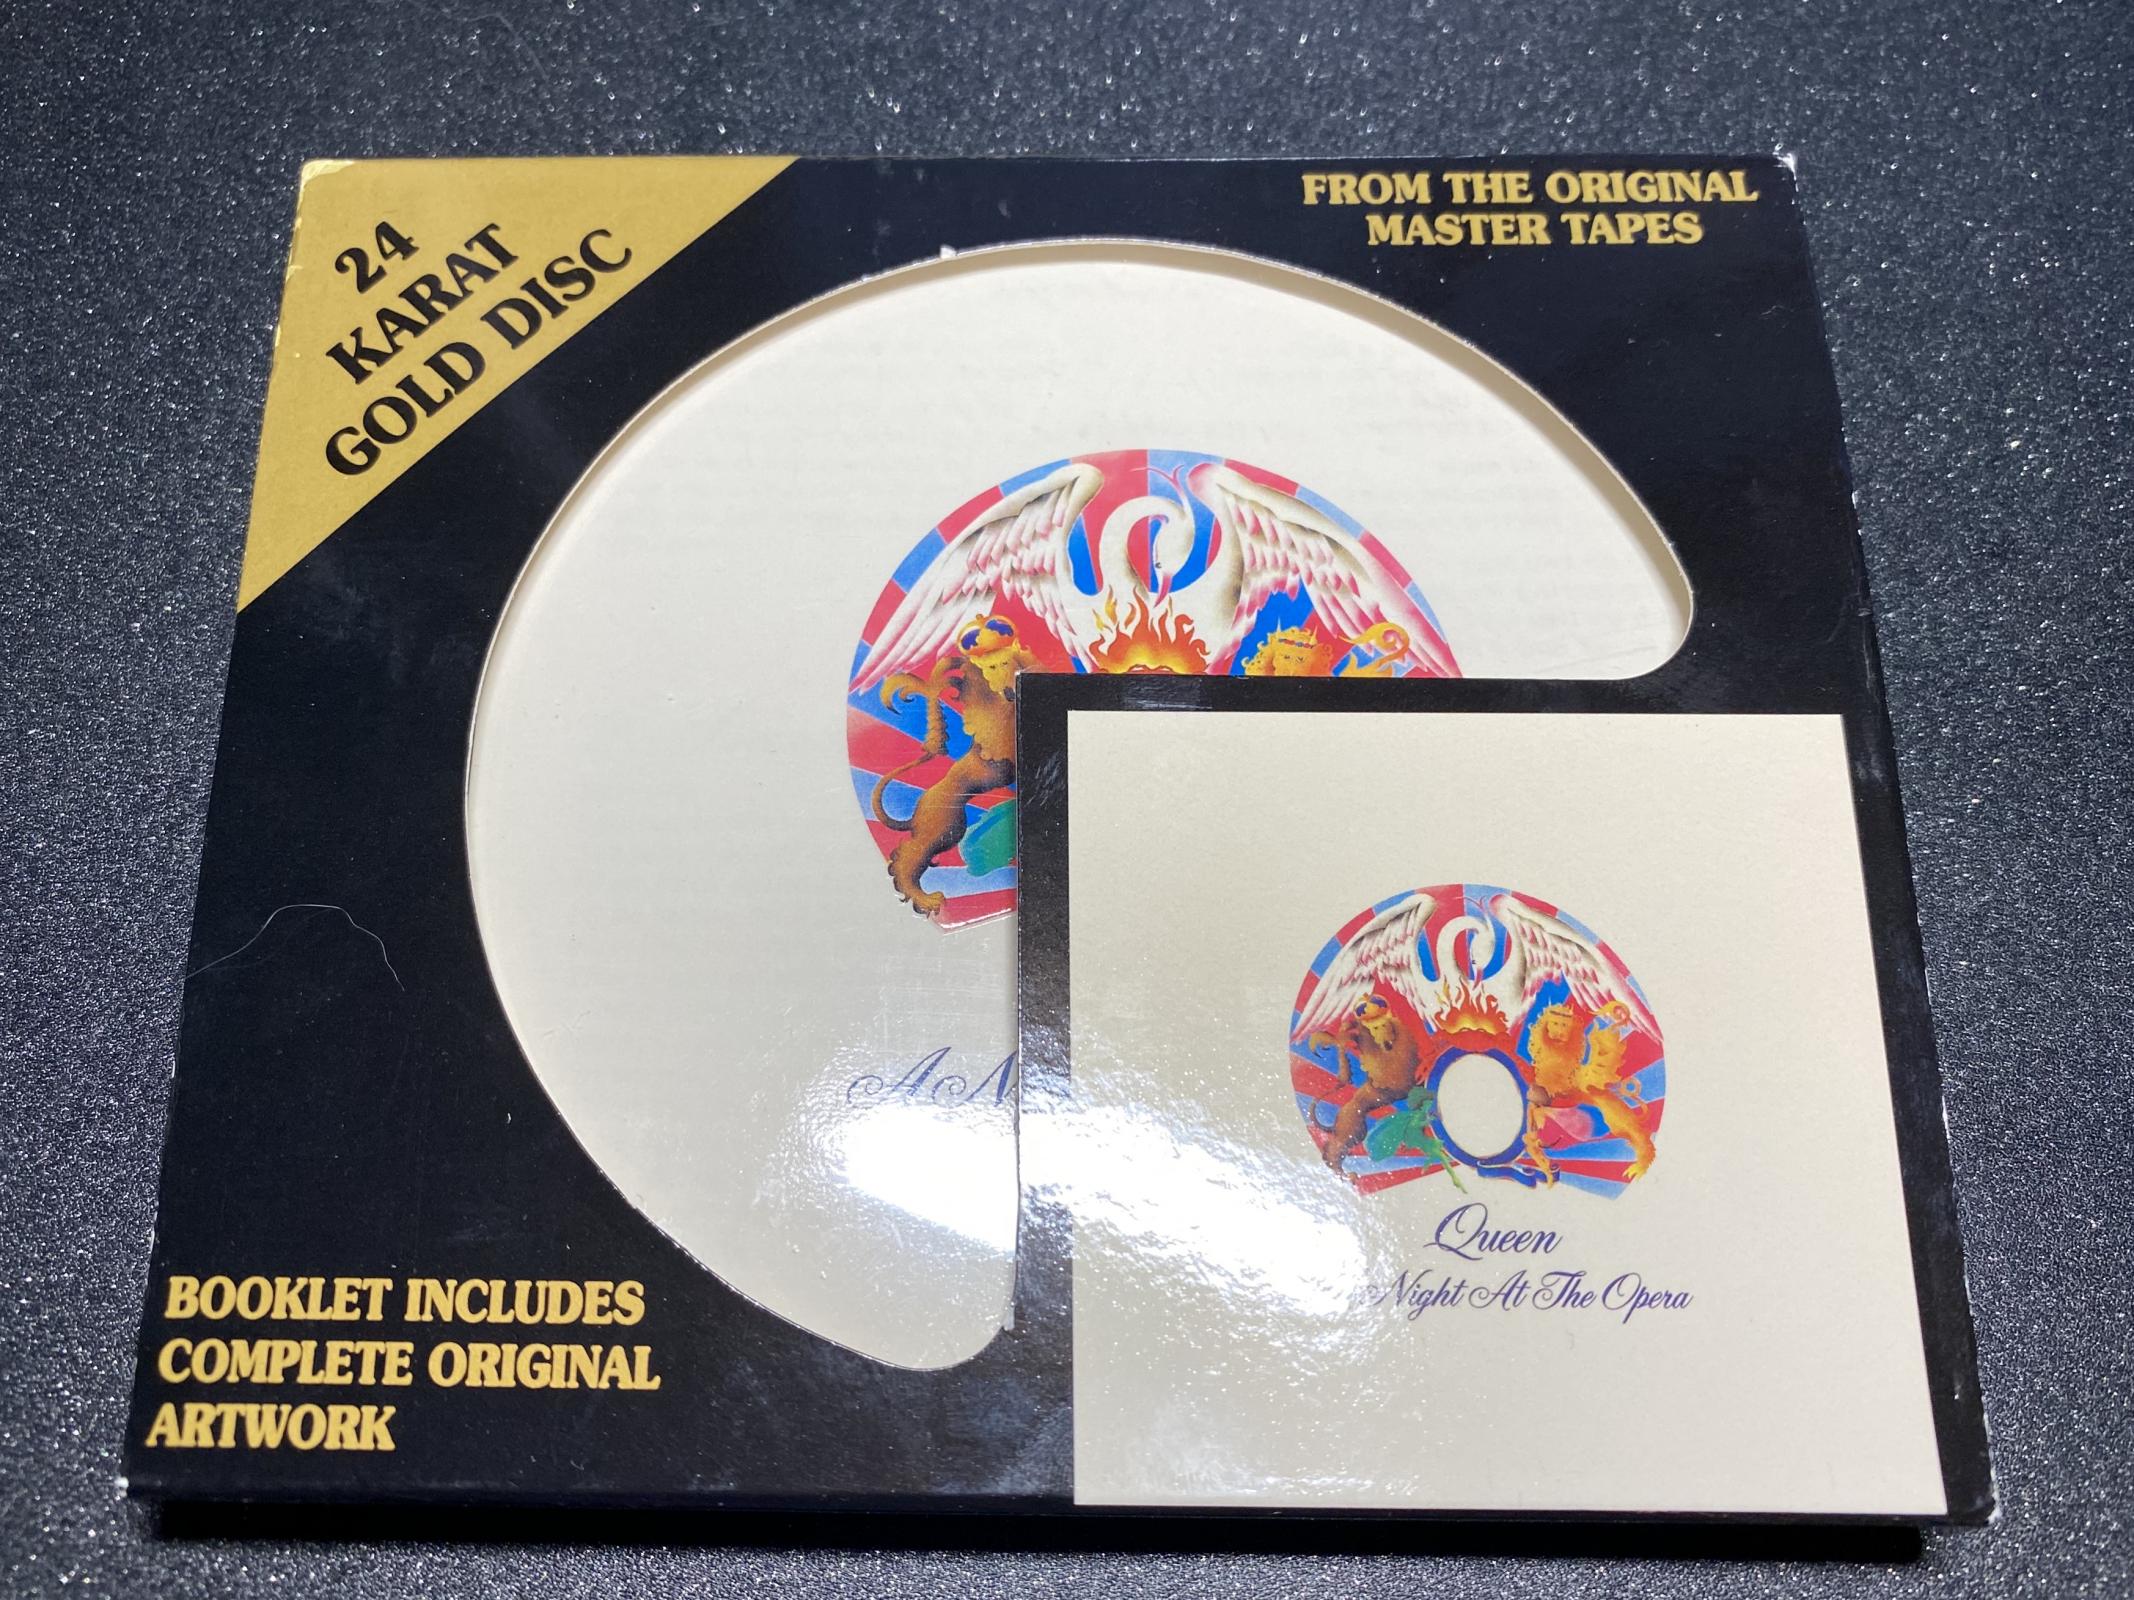 24
KARAT
GOLD DISC
FROM THE ORIGINAL
MASTER TAPES
A N
Queen
Night At The Opera
BOOKLET INCLUDES
COMPLETE ORIGINAL
ARTWORK